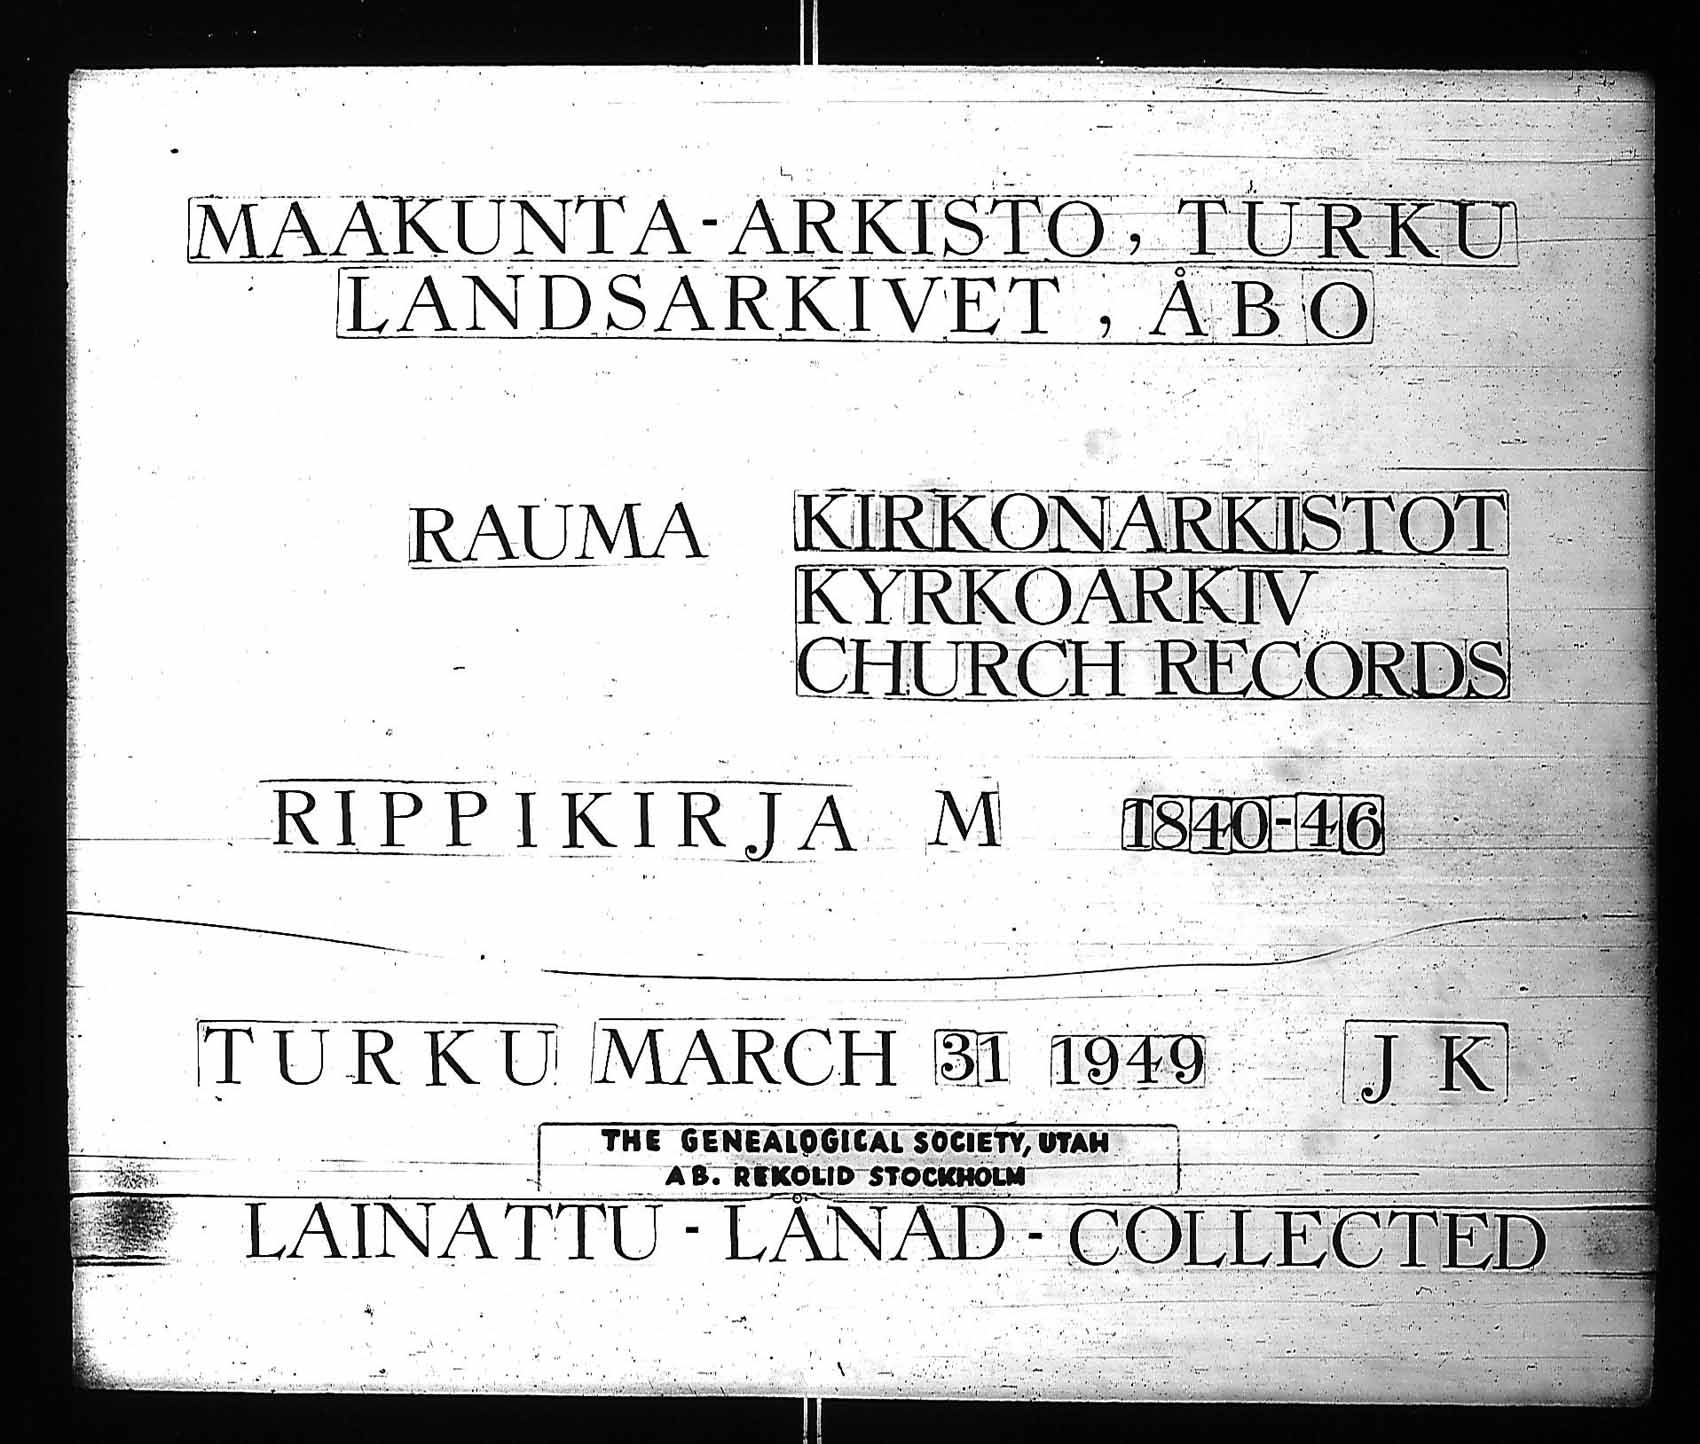 MAAKUNTA-ARKISTO, TURKU
LANDSARKIVET, ÅBO
RAUMA KIRKONARKISTOT
KYRKOARKIV
CHURCH RECORDS
RIPPIKIRJA M 1840-46
TURKU MARCH 31 1949 JK
THE GENEALOGICAL SOCIETY, UTAH
AB. REKOLID STOCKHOLM
LAINATTU - LÅNAD - COLLECTED